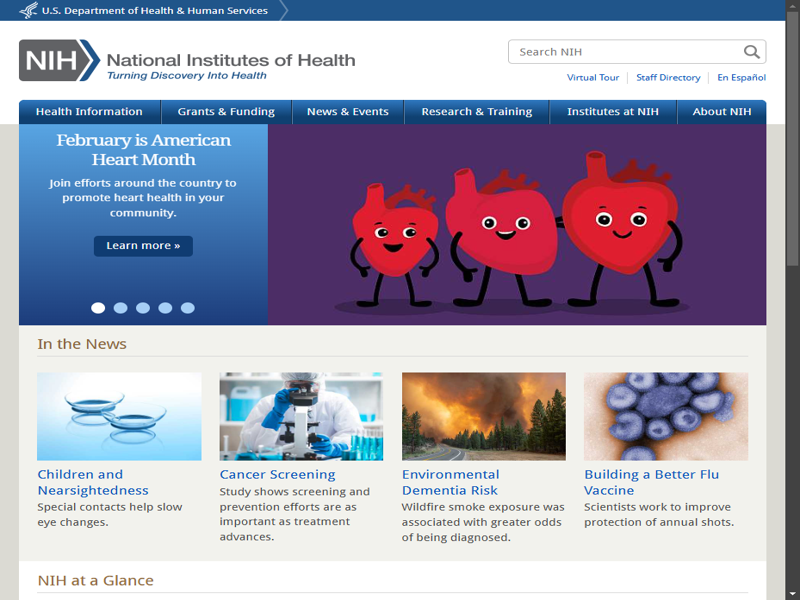 U.S. Department of Health & Human Services
NIH
National Institutes of Health
Turning Discovery Into Health
Search NIH
Virtual Tour
Staff Directory
En Español
Health Information
Grants & Funding
News & Events
Research & Training
Institutes at NIH
About NIH
February is American
Heart Month
Join efforts around the country to
promote heart health in your
community.
Learn more »
In the News
Children and
Nearsightedness
Special contacts help slow
eye changes.
Cancer Screening
Study shows screening and
prevention efforts are as
important as treatment
advances.
Environmental
Dementia Risk
Wildfire smoke exposure was
associated with greater odds
of being diagnosed.
Building a Better Flu
Vaccine
Scientists work to improve
protection of annual shots.
NIH at a Glance